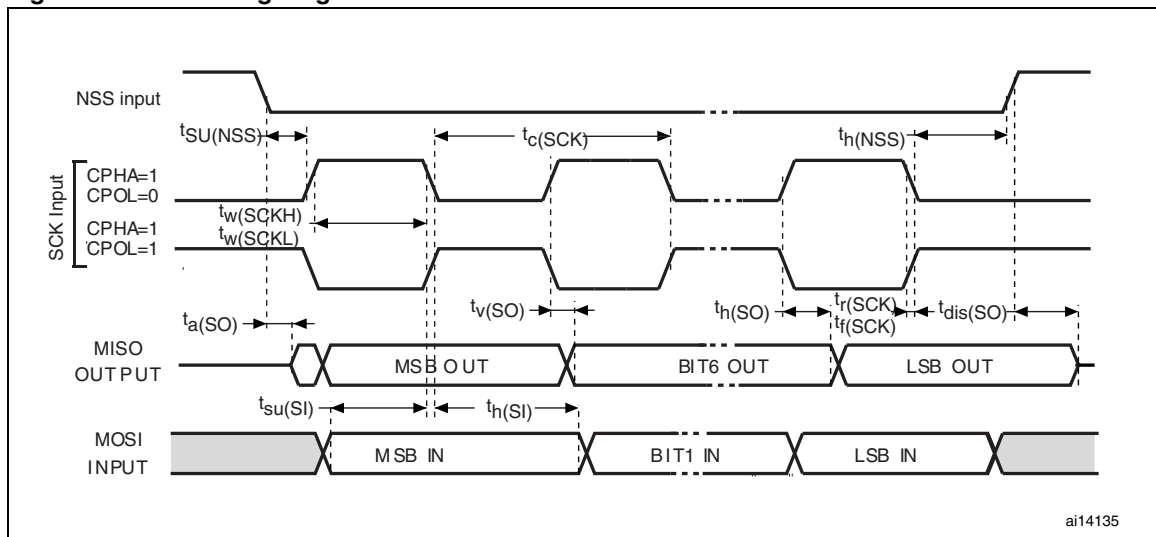 NSS input
tSU(NSS)
tc(SCK)
th(NSS)
SCK Input
CPHA=1
CPOL=0
CPHA=1
CPOL=1
tw(SCKH)
tw(SCKL)
ta(SO)
tv(SO)
th(SO)
tr(SCK)
tf(SCK)
tdis(SO)
MISO
OUTPUT
MSB OUT
BIT6 OUT
LSB OUT
tsu(SI)
th(SI)
MOSI
INPUT
MSB IN
BIT1 IN
LSB IN
ai14135